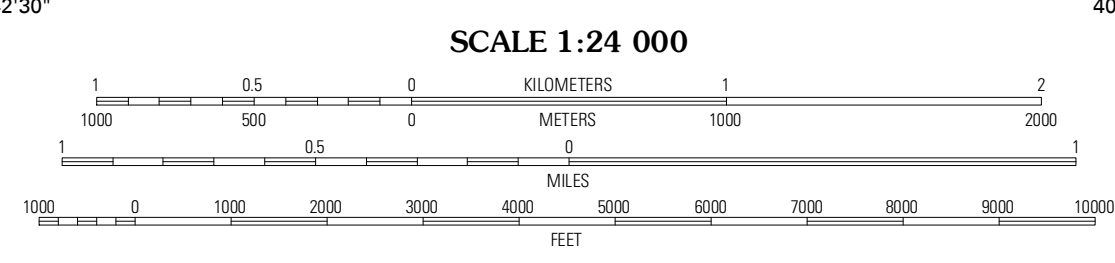 2'30" 40
SCALE 1:24 000
1 0.5 0 KILOMETERS 1 2
1000 500 0 METERS 1000 2000
1 0.5 0 1
MILES
1000 0 1000 2000 3000 4000 5000 6000 7000 8000 9000 10000
FEET